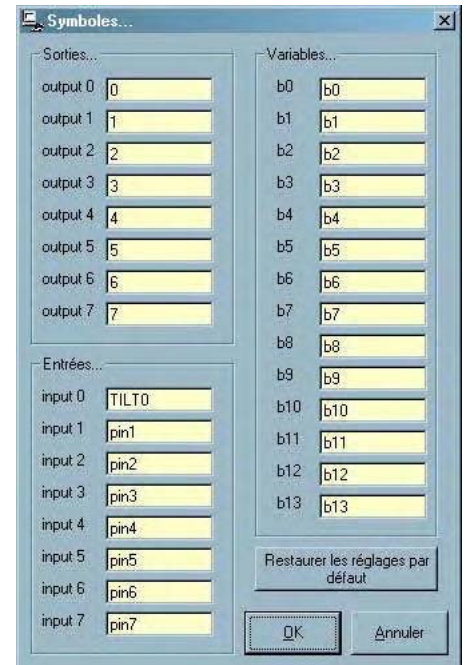 Symboles...
Sorties...
output 0 0
output 1 1
output 2 2
output 3 3
output 4 4
output 5 5
output 6 6
output 7 7
Entrées...
input 0 TILT0
input 1 pin1
input 2 pin2
input 3 pin3
input 4 pin4
input 5 pin5
input 6 pin6
input 7 pin7
Variables...
b0 b0
b1 b1
b2 b2
b3 b3
b4 b4
b5 b5
b6 b6
b7 b7
b8 b8
b9 b9
b10 b10
b11 b11
b12 b12
b13 b13
Restaurer les réglages par
défaut
OK
Annuler